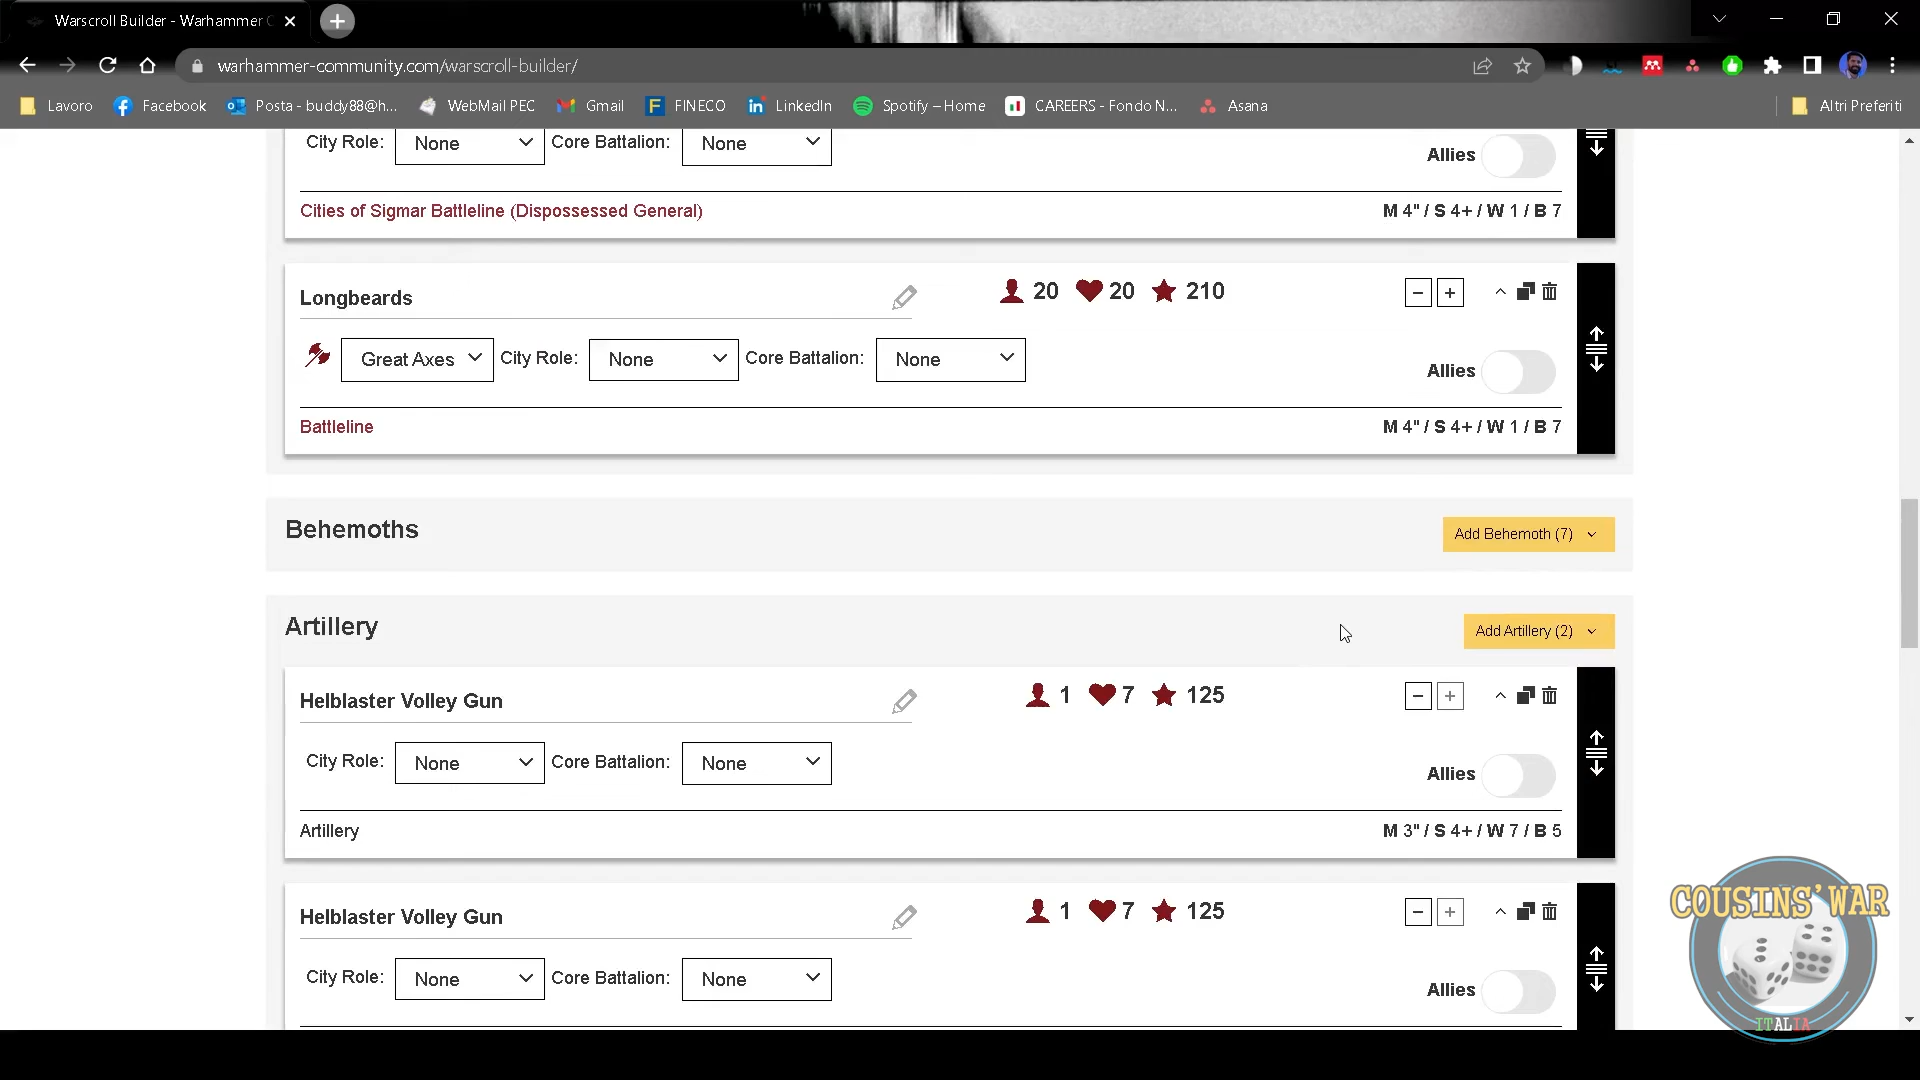 Warscroll Builder - Warhammer C
warhammer-community.com/warscroll-builder/
Lavoro Facebook Posta - buddy88@h... WebMail PEC Gmail FINECO LinkedIn Spotify – Home CAREERS - Fondo N... Asana Altri Preferiti
City Role: None Core Battalion: None
Allies
Cities of Sigmar Battleline (Dispossessed General) M 4" / S 4+ / W 1 / B 7
Longbeards 20 20 210
Great Axes City Role: None Core Battalion: None
Allies
Battleline M 4" / S 4+ / W 1 / B 7
Behemoths Add Behemoth (7)
Artillery Add Artillery (2)
Helblaster Volley Gun 1 7 125
City Role: None Core Battalion: None
Allies
Artillery M 3" / S 4+ / W 7 / B 5
Helblaster Volley Gun 1 7 125
City Role: None Core Battalion: None
Allies
COUSINS'WAR
ITALIA